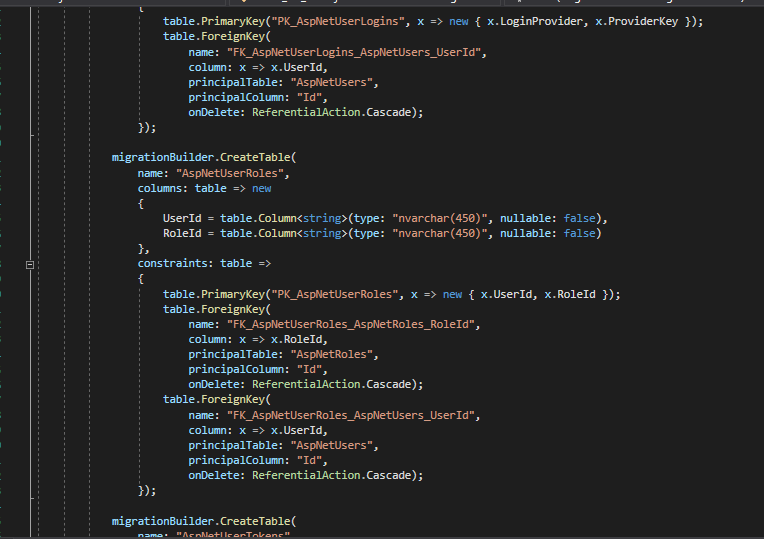 {
table.PrimaryKey("PK_AspNetUserLogins", x => new { x.LoginProvider, x.ProviderKey });
table.ForeignKey(
name: "FK_AspNetUserLogins_AspNetUsers_UserId",
column: x => x.UserId,
principalTable: "AspNetUsers",
principalColumn: "Id",
onDelete: ReferentialAction.Cascade);
});
migrationBuilder.CreateTable(
name: "AspNetUserRoles",
columns: table => new
{
UserId = table.Column<string>(type: "nvarchar(450)", nullable: false),
RoleId = table.Column<string>(type: "nvarchar(450)", nullable: false)
},
constraints: table =>
{
table.PrimaryKey("PK_AspNetUserRoles", x => new { x.UserId, x.RoleId });
table.ForeignKey(
name: "FK_AspNetUserRoles_AspNetRoles_RoleId",
column: x => x.RoleId,
principalTable: "AspNetRoles",
principalColumn: "Id",
onDelete: ReferentialAction.Cascade);
table.ForeignKey(
name: "FK_AspNetUserRoles_AspNetUsers_UserId",
column: x => x.UserId,
principalTable: "AspNetUsers",
principalColumn: "Id",
onDelete: ReferentialAction.Cascade);
});
migrationBuilder.CreateTable(
name: "AspNetUserTokens"